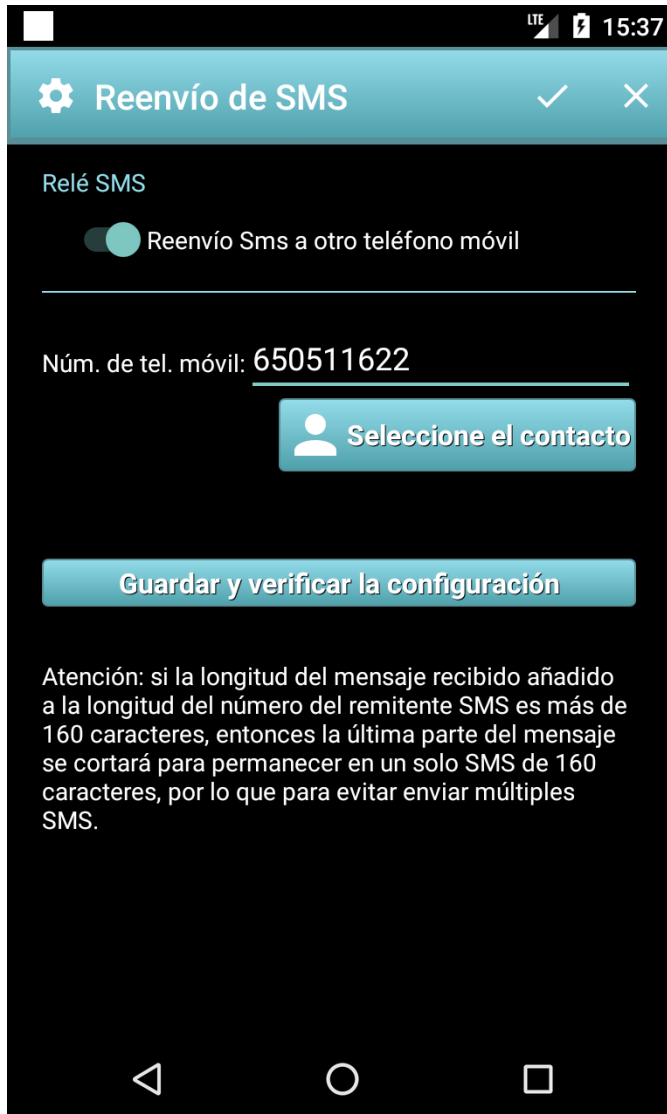 LTE 15:37
Reenvío de SMS
Relé SMS
Reenvío Sms a otro teléfono móvil
Núm. de tel. móvil: 650511622
Seleccione el contacto
Guardar y verificar la configuración
Atención: si la longitud del mensaje recibido añadido
a la longitud del número del remitente SMS es más de
160 caracteres, entonces la última parte del mensaje
se cortará para permanecer en un solo SMS de 160
caracteres, por lo que para evitar enviar múltiples
SMS.